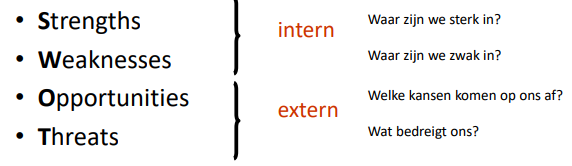 • Strengths
• Weaknesses
intern
Waar zijn we sterk in?
Waar zijn we zwak in?
• Opportunities
• Threats
extern
Welke kansen komen op ons af?
Wat bedreigt ons?